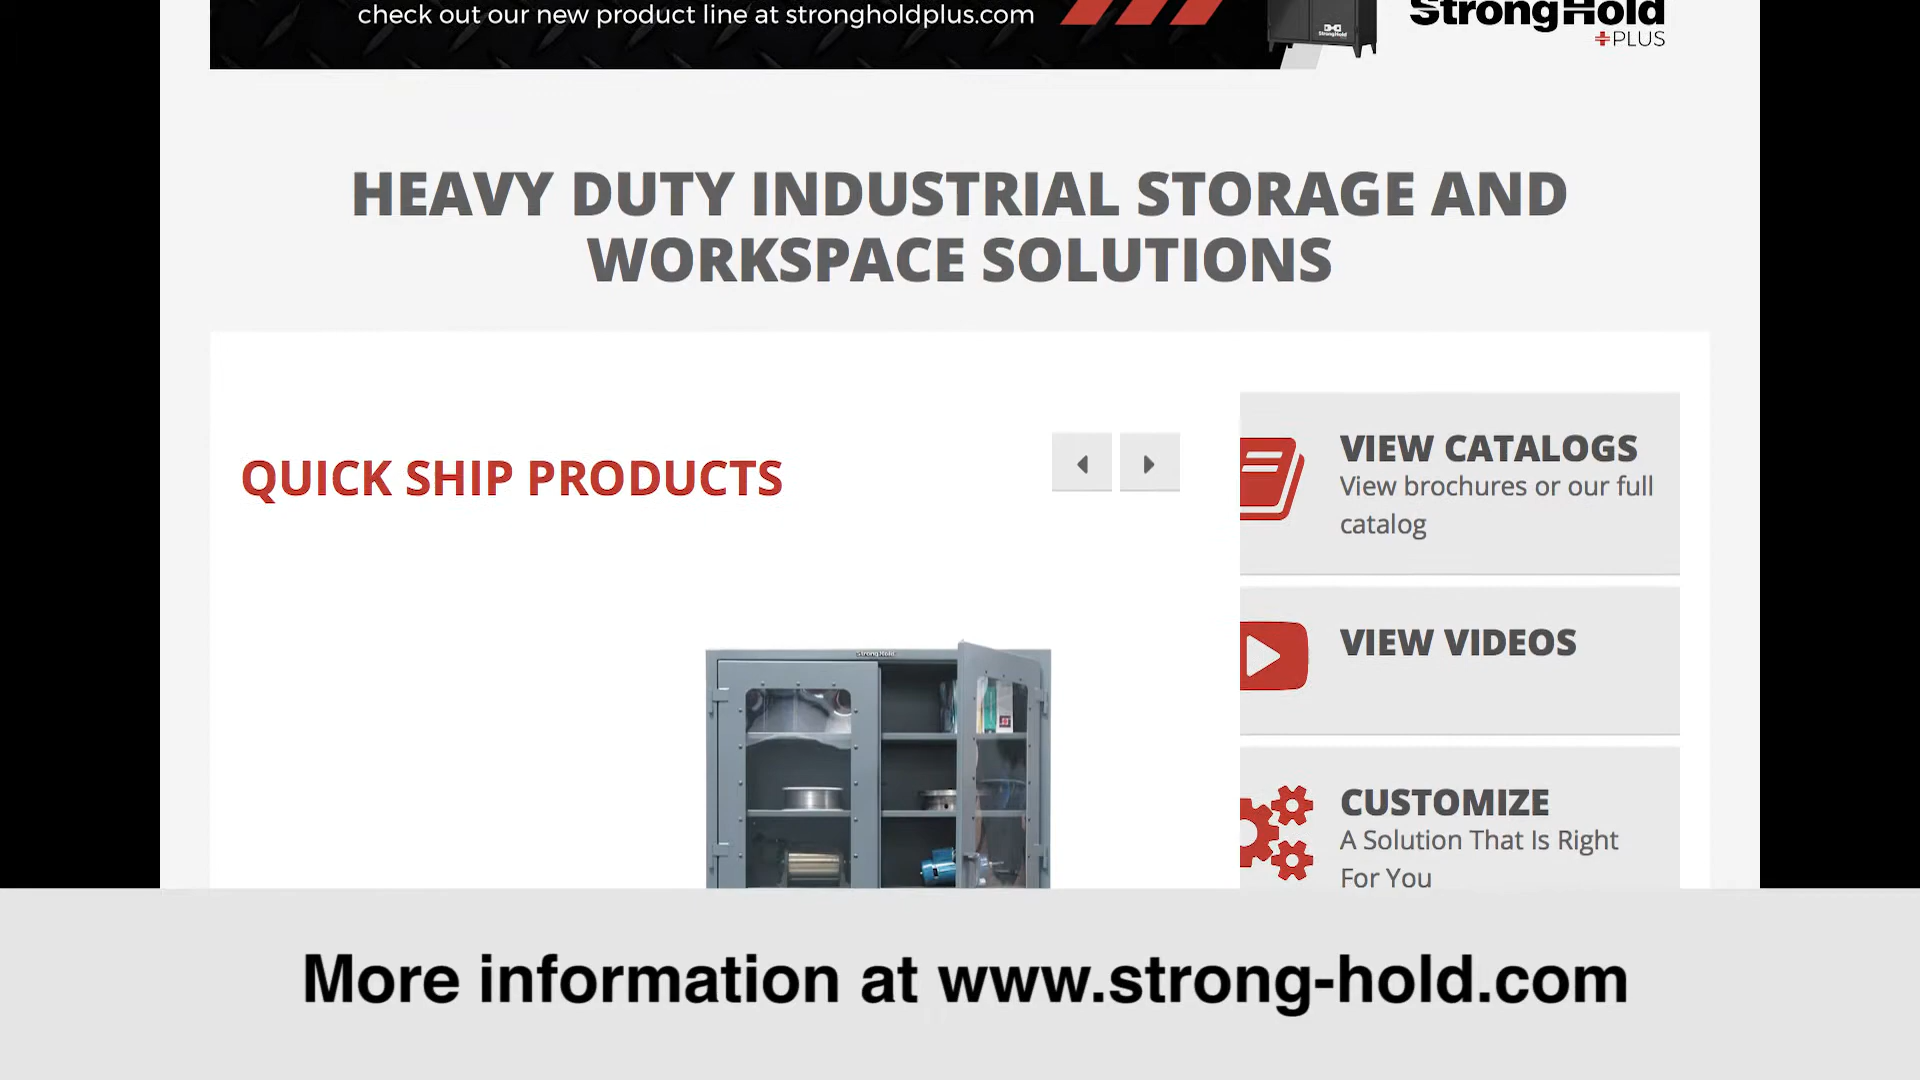 check out our new product line at strongholdplus.com
StrongHold
+PLUS
StrongHold
HEAVY DUTY INDUSTRIAL STORAGE AND
WORKSPACE SOLUTIONS
QUICK SHIP PRODUCTS
VIEW CATALOGS
View brochures or our full
catalog
VIEW VIDEOS
StrongHold
CUSTOMIZE
A Solution That Is Right
For You
More information at www.strong-hold.com